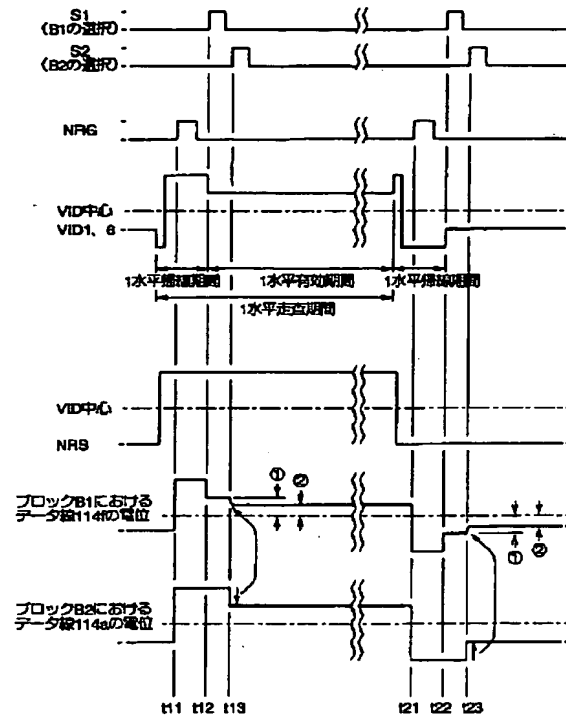 S1
(B1の選択)
S2
(B2の選択)
NRG
VID中心
VID1、6
1水平帰線期間
1水平有効期間
1水平帰線期間
1水平走査期間
VID中心
NRS
① ②
ブロックB1における
データ線114fの電位
① ②
ブロックB2における
データ線114aの電位
t11 t12 t13 t21 t22 t23